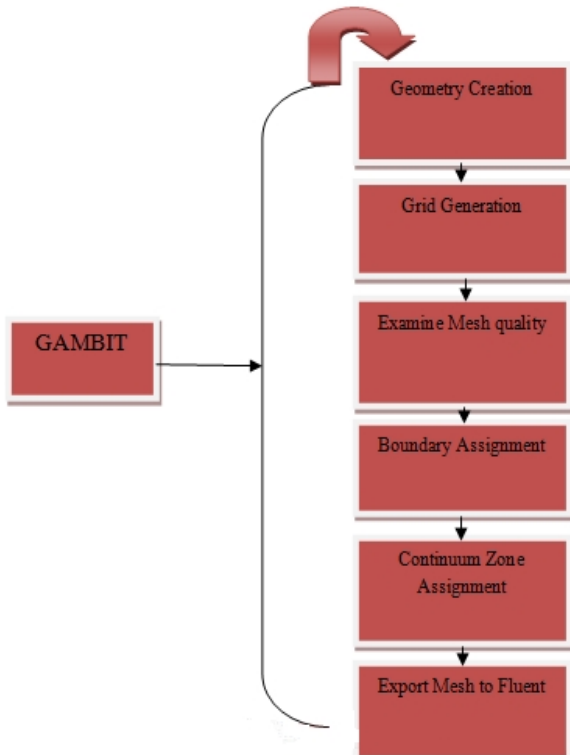 Geometry Creation
Grid Generation
Examine Mesh quality
GAMBIT
Boundary Assignment
Continuum Zone
Assignment
Export Mesh to Fluent